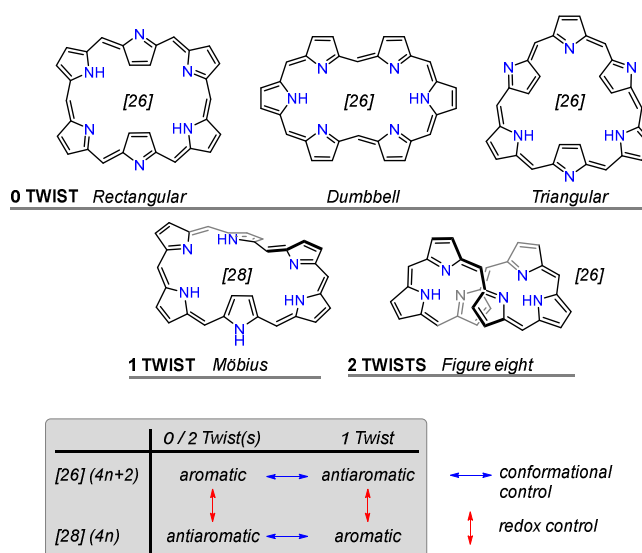 N N N
NH N N N N
[26] NH [26] HN [26]
N HN N N NH HN
N N
0 TWIST Rectangular Dumbbell Triangular
HN
N N
[28] [26]
N N N
NH HN NH N HN
N
H
1 TWIST Möbius 2 TWISTS Figure eight
0 / 2 Twist(s) 1 Twist
[26] (4n+2) aromatic antiaromatic conformational
control
[28] (4n) antiaromatic aromatic redox control